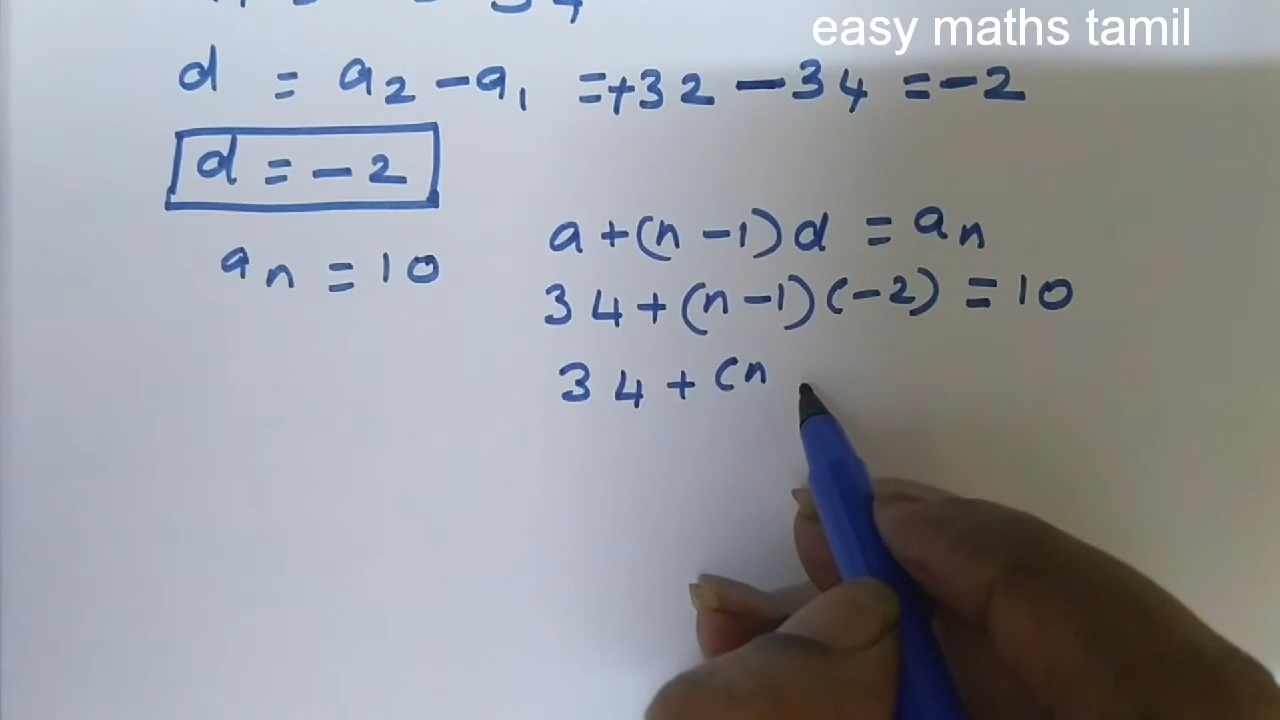 easy maths tamil
d = a₂ - a₁ = +32 - 34 = -2
d = -2
a + (n - 1) d = aₙ
aₙ = 10
34 + (n - 1) (-2) = 10
34 + (n